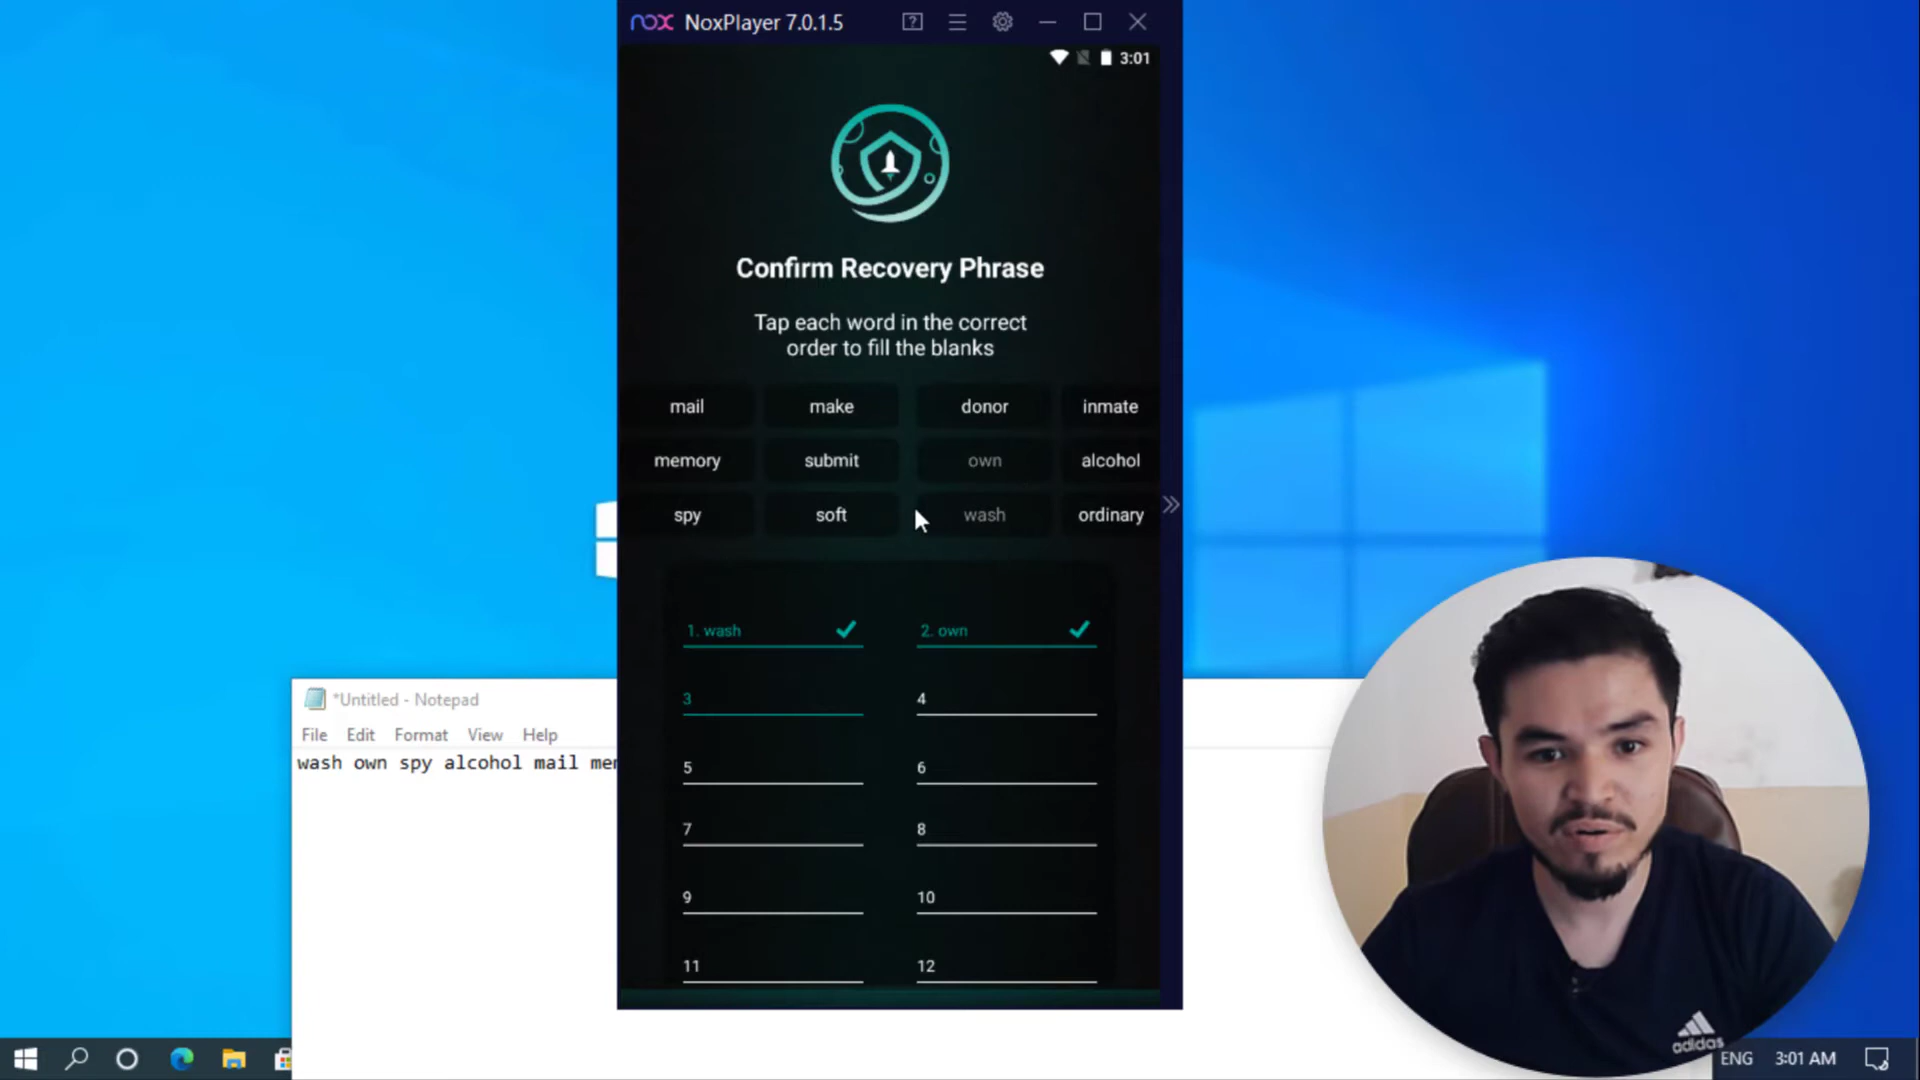 nox NoxPlayer 7.0.1.5
3:01
Confirm Recovery Phrase
Tap each word in the correct
order to fill the blanks
mail make donor inmate
memory submit own alcohol
spy soft wash ordinary
1. wash 2. own
3 4
5 6
7 8
9 10
11 12
*Untitled - Notepad
File Edit Format View Help
wash own spy alcohol mail
adidas
ENG 3:01 AM